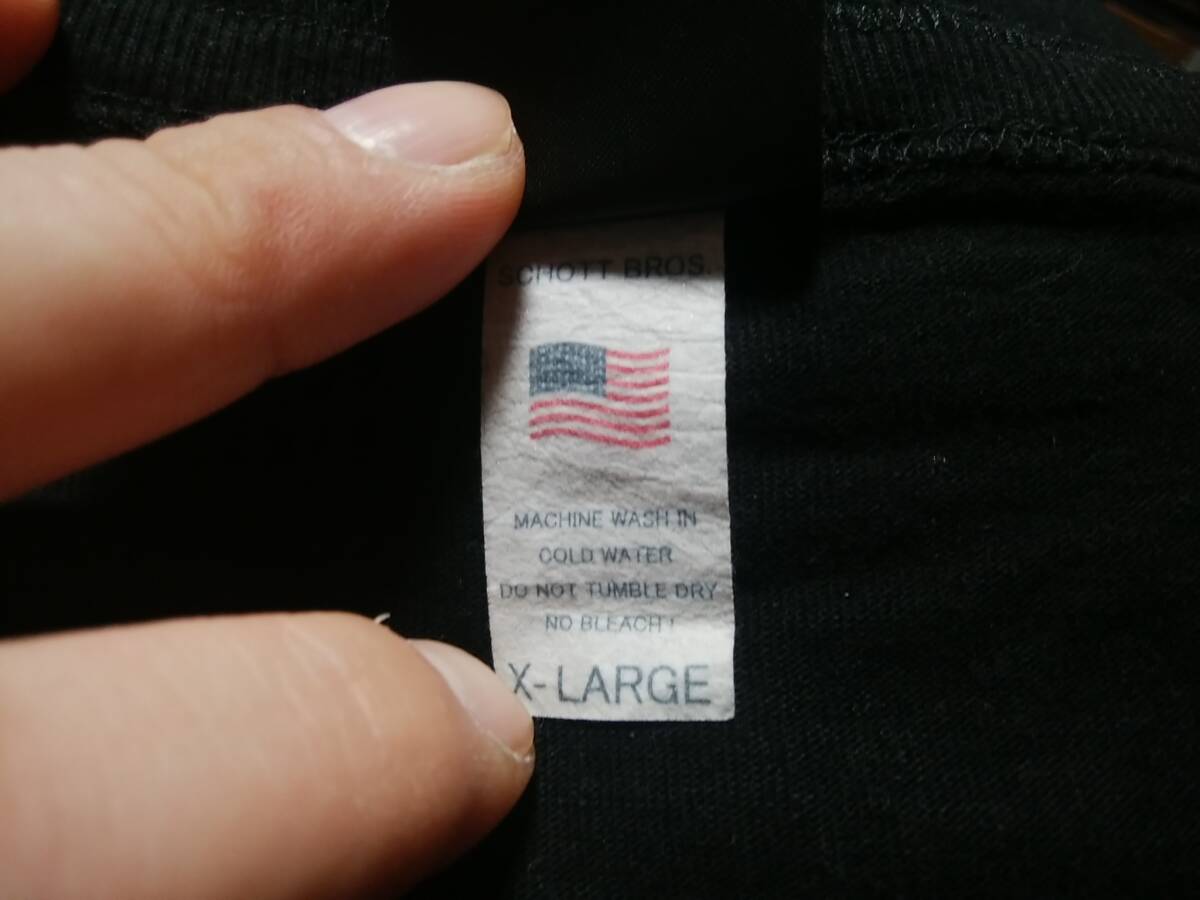 SCHOTT BROS.
MACHINE WASH IN
COLD WATER
DO NOT TUMBLE DRY
NO BLEACH!
X-LARGE